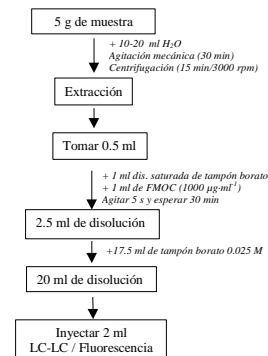 5 g de muestra
+ 10-20 ml H₂O
Agitación mecánica (30 min)
Centrifugación (15 min/3000 rpm)
Extracción
Tomar 0.5 ml
+ 1 ml dis. saturada de tampón borato
+ 1 ml de FMOC (1000 µg·ml⁻¹)
Agitar 5 s y esperar 30 min
2.5 ml de disolución
+17.5 ml de tampón borato 0.025 M
20 ml de disolución
Inyectar 2 ml
LC-LC / Fluorescencia